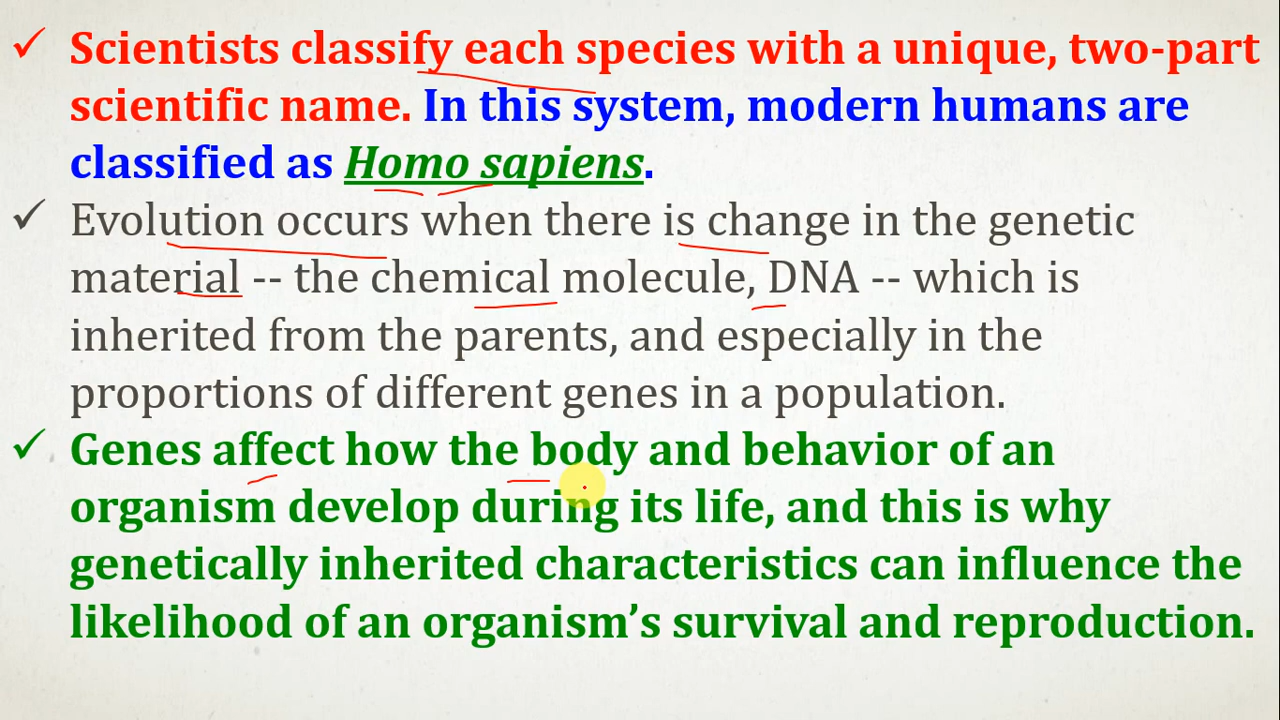 ✓ Scientists classify each species with a unique, two-part
scientific name. In this system, modern humans are
classified as Homo sapiens.
✓ Evolution occurs when there is change in the genetic
material -- the chemical molecule, DNA -- which is
inherited from the parents, and especially in the
proportions of different genes in a population.
✓ Genes affect how the body and behavior of an
organism develop during its life, and this is why
genetically inherited characteristics can influence the
likelihood of an organism’s survival and reproduction.